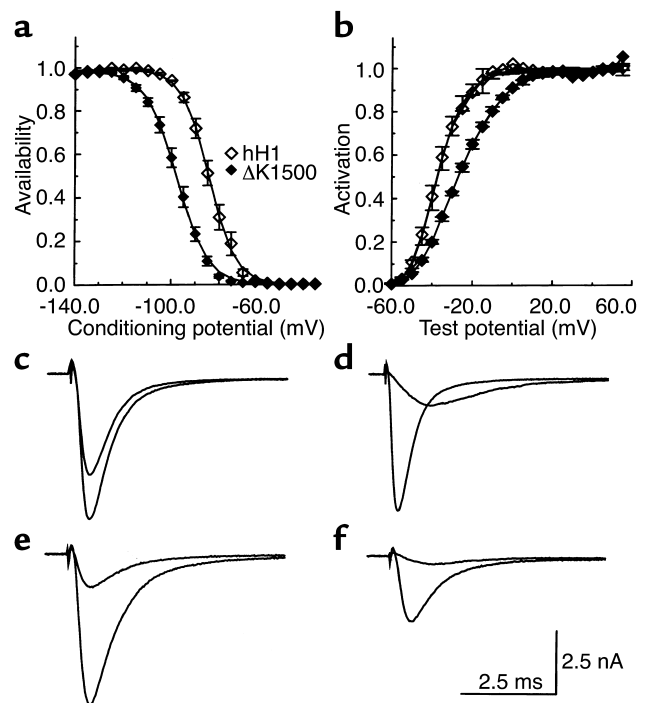 a
b
1.0
0.8
0.6
0.4
0.2
0.0
Availability
hH1
ΔK1500
-140.0 -100.0 -60.0
Conditioning potential (mV)
1.0
0.8
0.6
0.4
0.2
0.0
Activation
-60.0 -20.0 20.0 60.0
Test potential (mV)
c
d
e
f
2.5 nA
2.5 ms